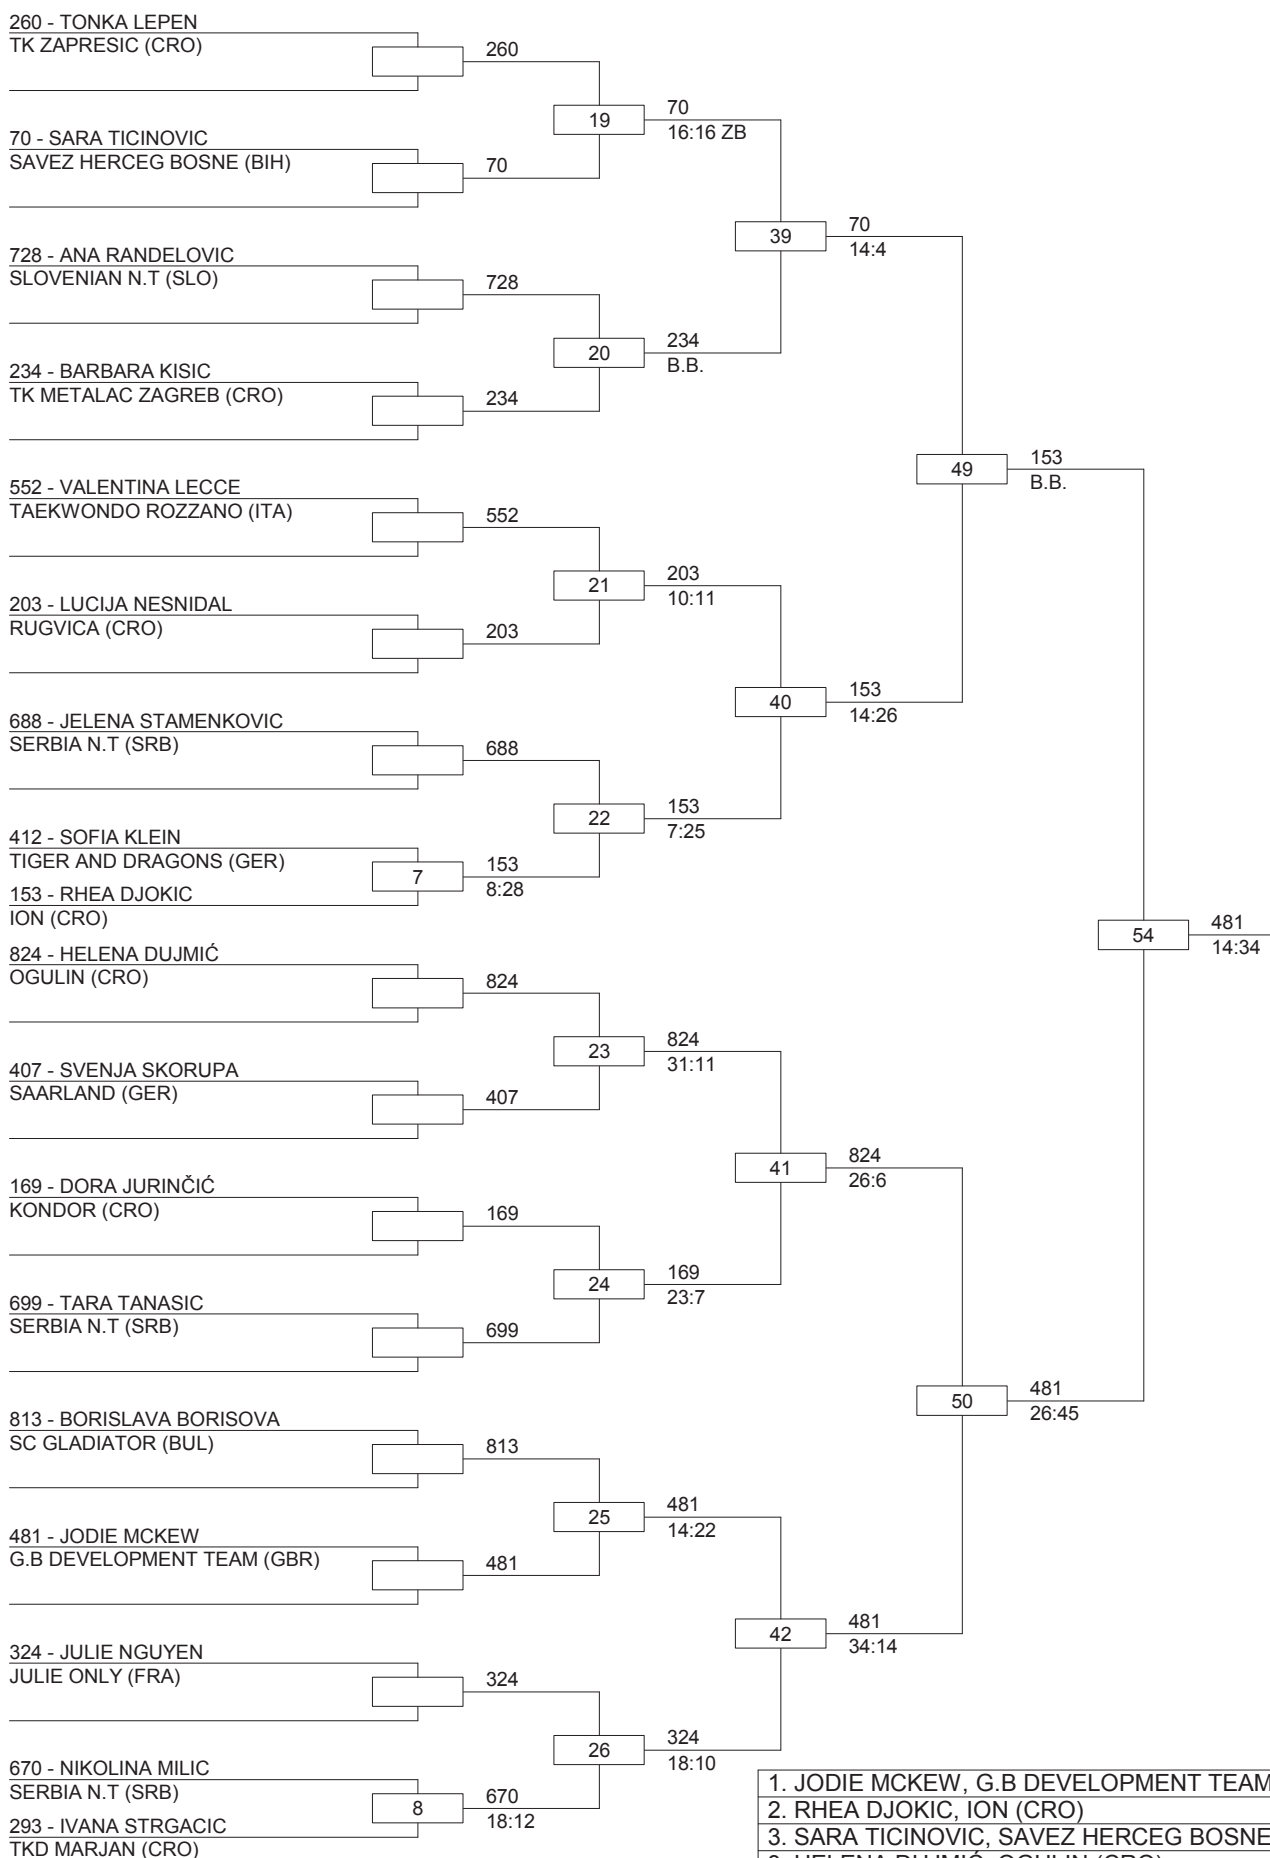 260 - TONKA LEPEN
TK ZAPRESIC (CRO)
260
19
70
16:16 ZB
70 - SARA TICINOVIC
SAVEZ HERCEG BOSNE (BIH)
70
39
70
14:4
728 - ANA RANDELOVIC
SLOVENIAN N.T (SLO)
728
20
234
B.B.
234 - BARBARA KISIC
TK METALAC ZAGREB (CRO)
234
49
153
B.B.
552 - VALENTINA LECCE
TAEKWONDO ROZZANO (ITA)
552
21
203
10:11
203 - LUCIJA NESNIDAL
RUGVICA (CRO)
203
40
153
14:26
688 - JELENA STAMENKOVIC
SERBIA N.T (SRB)
688
22
153
7:25
412 - SOFIA KLEIN
TIGER AND DRAGONS (GER)
7
153
8:28
153 - RHEA DJOKIC
ION (CRO)
54
481
14:34
824 - HELENA DUJMIĆ
OGULIN (CRO)
824
23
824
31:11
407 - SVENJA SKORUPA
SAARLAND (GER)
407
41
824
26:6
169 - DORA JURINČIĆ
KONDOR (CRO)
169
24
169
23:7
699 - TARA TANASIC
SERBIA N.T (SRB)
699
50
481
26:45
813 - BORISLAVA BORISOVA
SC GLADIATOR (BUL)
813
25
481
14:22
481 - JODIE MCKEW
G.B DEVELOPMENT TEAM (GBR)
481
42
481
34:14
324 - JULIE NGUYEN
JULIE ONLY (FRA)
324
26
324
18:10
670 - NIKOLINA MILIC
SERBIA N.T (SRB)
8
670
18:12
293 - IVANA STRGACIC
TKD MARJAN (CRO)
1. JODIE MCKEW, G.B DEVELOPMENT TEAM
2. RHEA DJOKIC, ION (CRO)
3. SARA TICINOVIC, SAVEZ HERCEG BOSNE
3. HELENA DUJMIĆ, OGULIN (CRO)